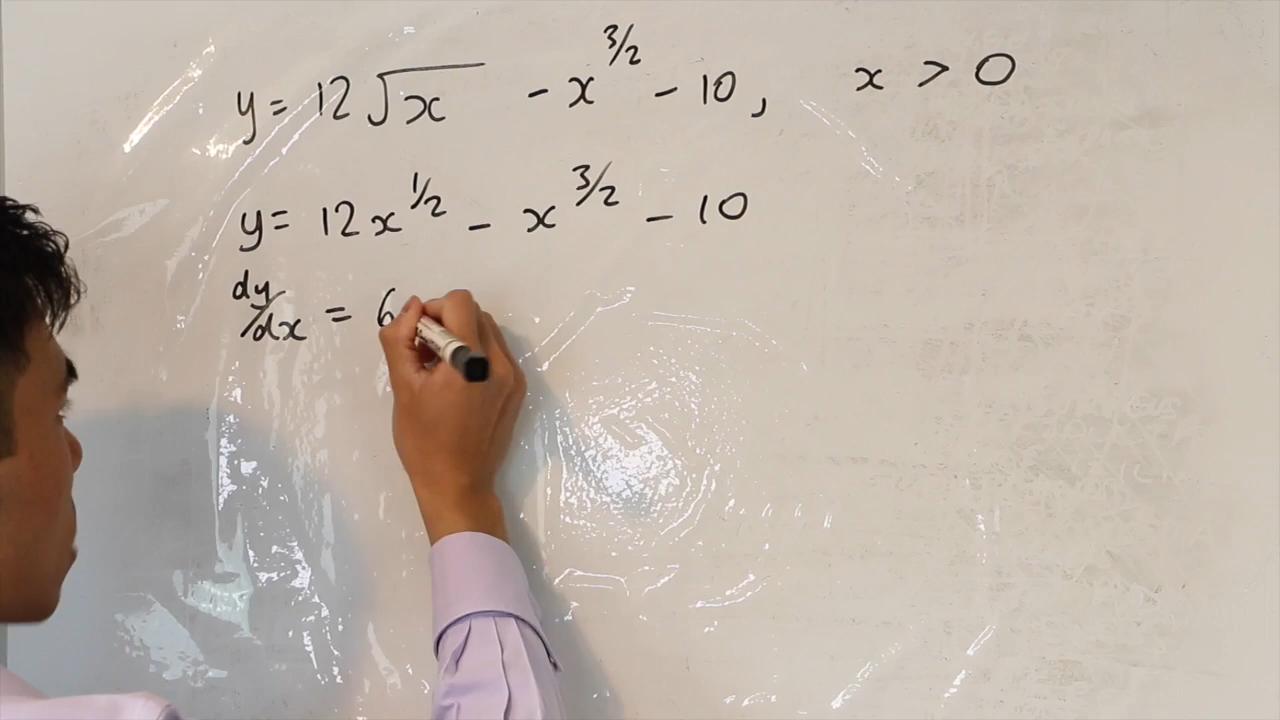 y = 12√x - x^3/2 - 10, x > 0
y = 12x^1/2 - x^3/2 - 10
dy/dx = 6